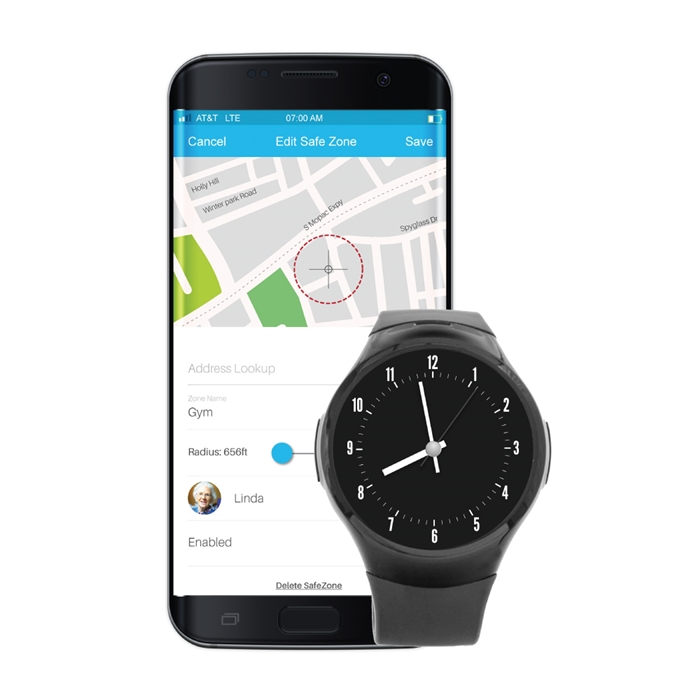 AT&T LTE 07:00 AM
Cancel Edit Safe Zone Save
Holly Hill
Winter park Road
S Mopac Expy
Spyglass Dr
Address Lookup
Zone Name
Gym
Radius: 656ft
Linda
Enabled
Delete SafeZone
12
11 1
10 2
9 3
8 4
7 5
6